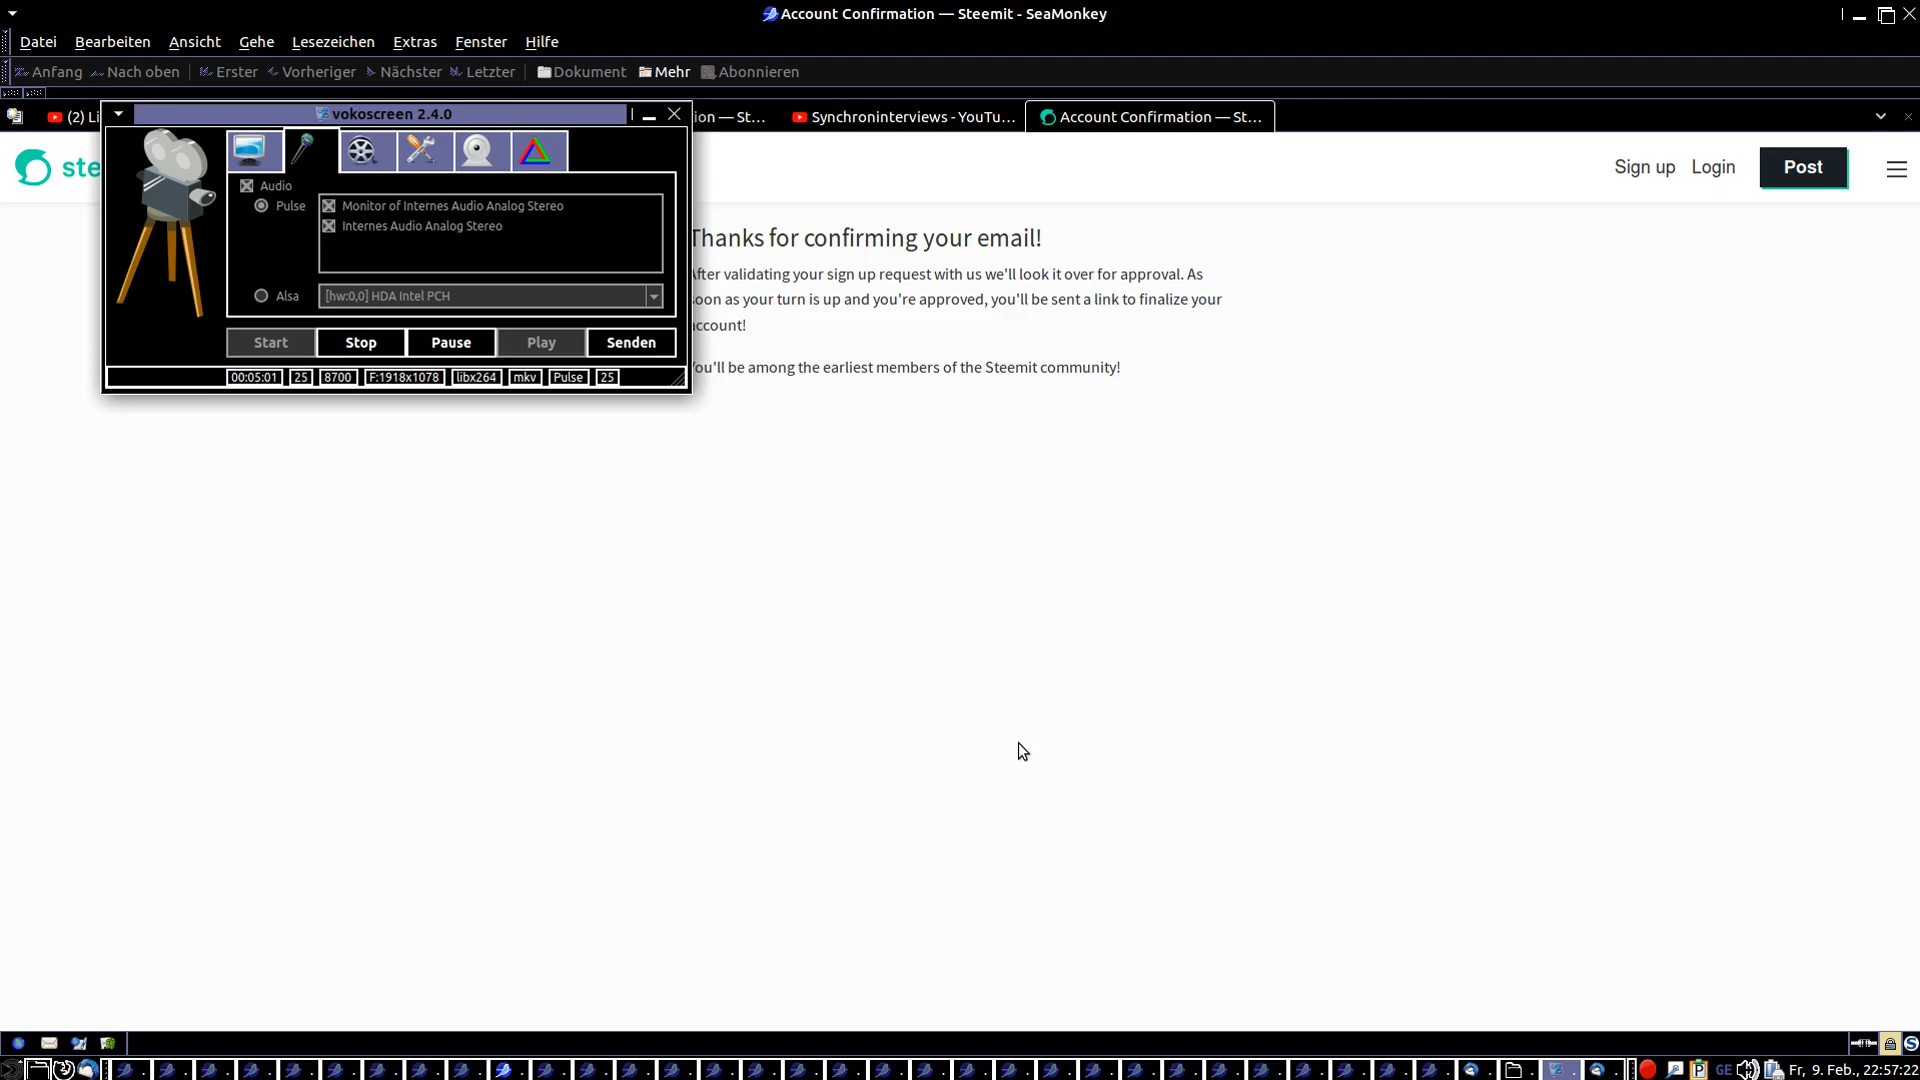 Account Confirmation — Steemit - SeaMonkey
Datei Bearbeiten Ansicht Gehe Lesezeichen Extras Fenster Hilfe
Anfang Nach oben Erster Vorheriger Nächster Letzter Dokument Mehr Abonnieren
(2) Li
vokoscreen 2.4.0
ion — St...
Synchroninterviews - YouTu...
Account Confirmation — St...
stee
Sign up Login Post
Audio
Pulse
Monitor of Internes Audio Analog Stereo
Internes Audio Analog Stereo
Alsa
[hw:0,0] HDA Intel PCH
Start Stop Pause Play Senden
00:05:01 25 8700 F:1918x1078 libx264 mkv Pulse 25
Thanks for confirming your email!
After validating your sign up request with us we'll look it over for approval. As
soon as your turn is up and you're approved, you'll be sent a link to finalize your
account!
You'll be among the earliest members of the Steemit community!
GE Fr, 9. Feb., 22:57:22